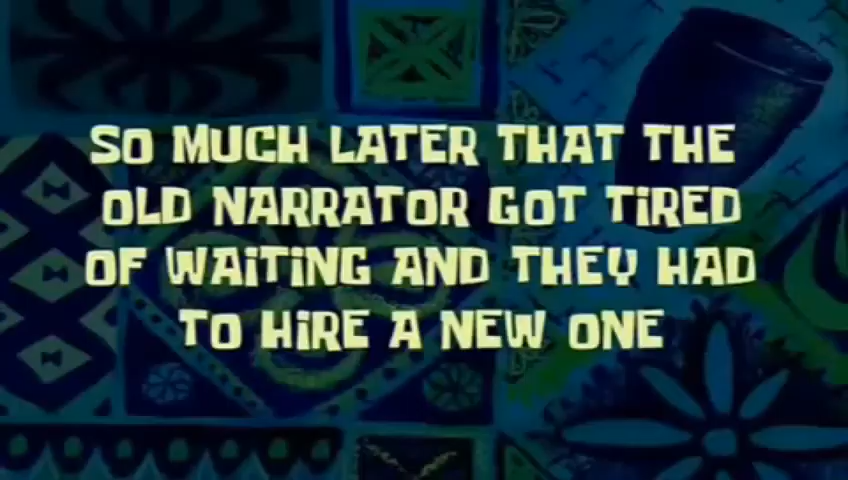 SO MUCH LATER THAT THE
OLD NARRATOR GOT TiRED
OF WAiTiNG AND THEY HAD
TO HiRE A NEW ONE